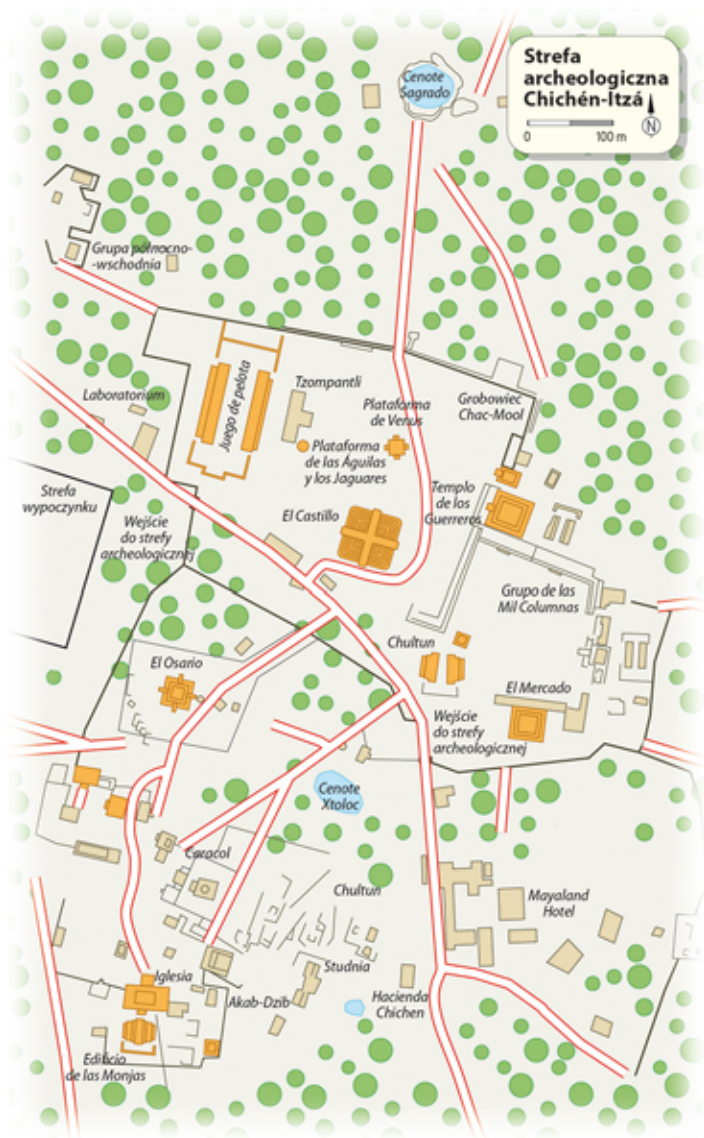 Strefa
archeologiczna
Chichén-Itzá
N
0
100 m
Cenote
Sagrado
Grupa północno-
-wschodnia
Laboratorium
Juego de pelota
Tzompantli
Plataforma
de Venus
Grobowiec
Chac-Mool
Plataforma
de las Águilas
y los Jaguares
Strefa
wypoczynku
Wejście
do strefy
archeologicznej
El Castillo
Templo
de los
Guerreros
Grupo de las
Mil Columnas
Chultun
El Osario
El Mercado
Wejście
do strefy
archeologicznej
Cenote
Xtoloc
Caracol
Chultun
Mayaland
Hotel
Studnia
Iglesia
Akab-Dzib
Hacienda
Chichen
Edificio
de las Monjas